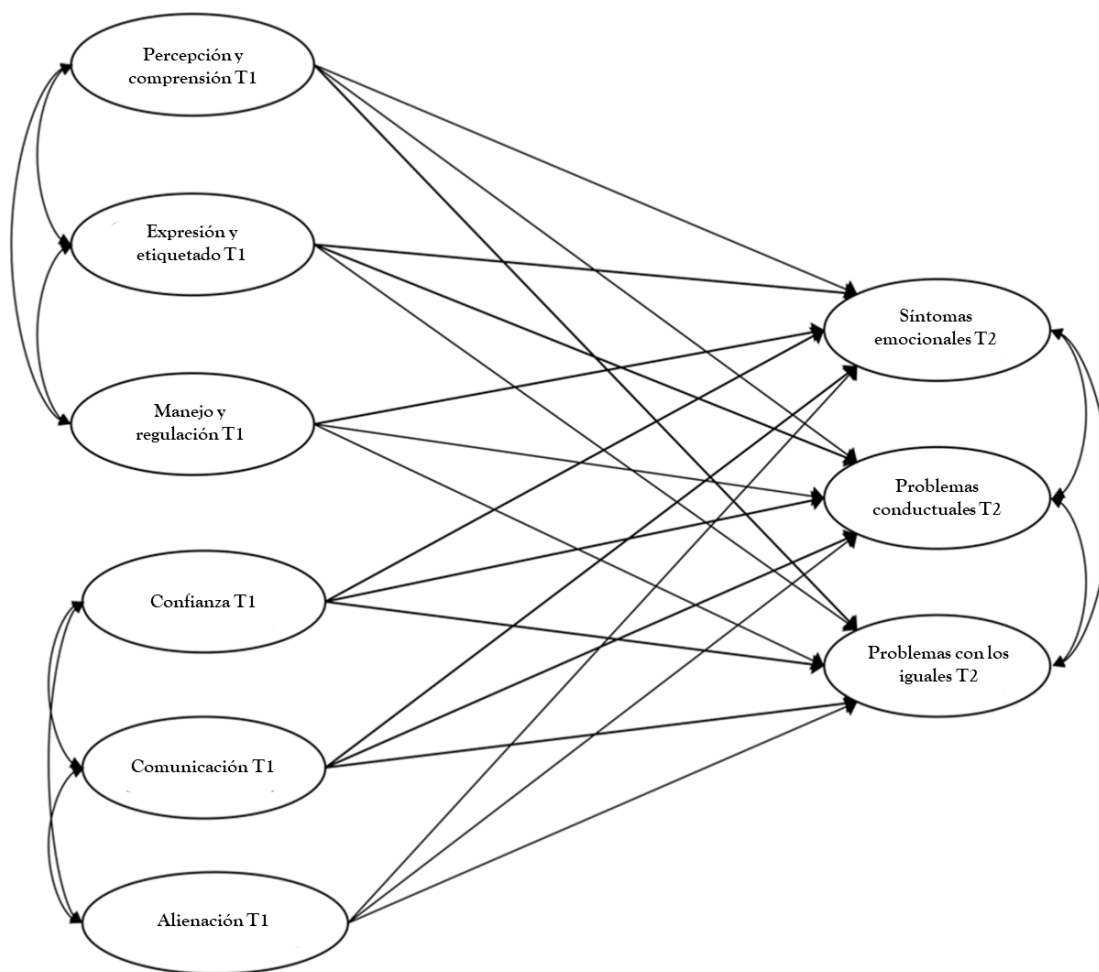 Percepción y
comprensión T1
Expresión y
etiquetado T1
Manejo y
regulación T1
Confianza T1
Comunicación T1
Alienación T1
Síntomas
emocionales T2
Problemas
conductuales T2
Problemas con los
iguales T2